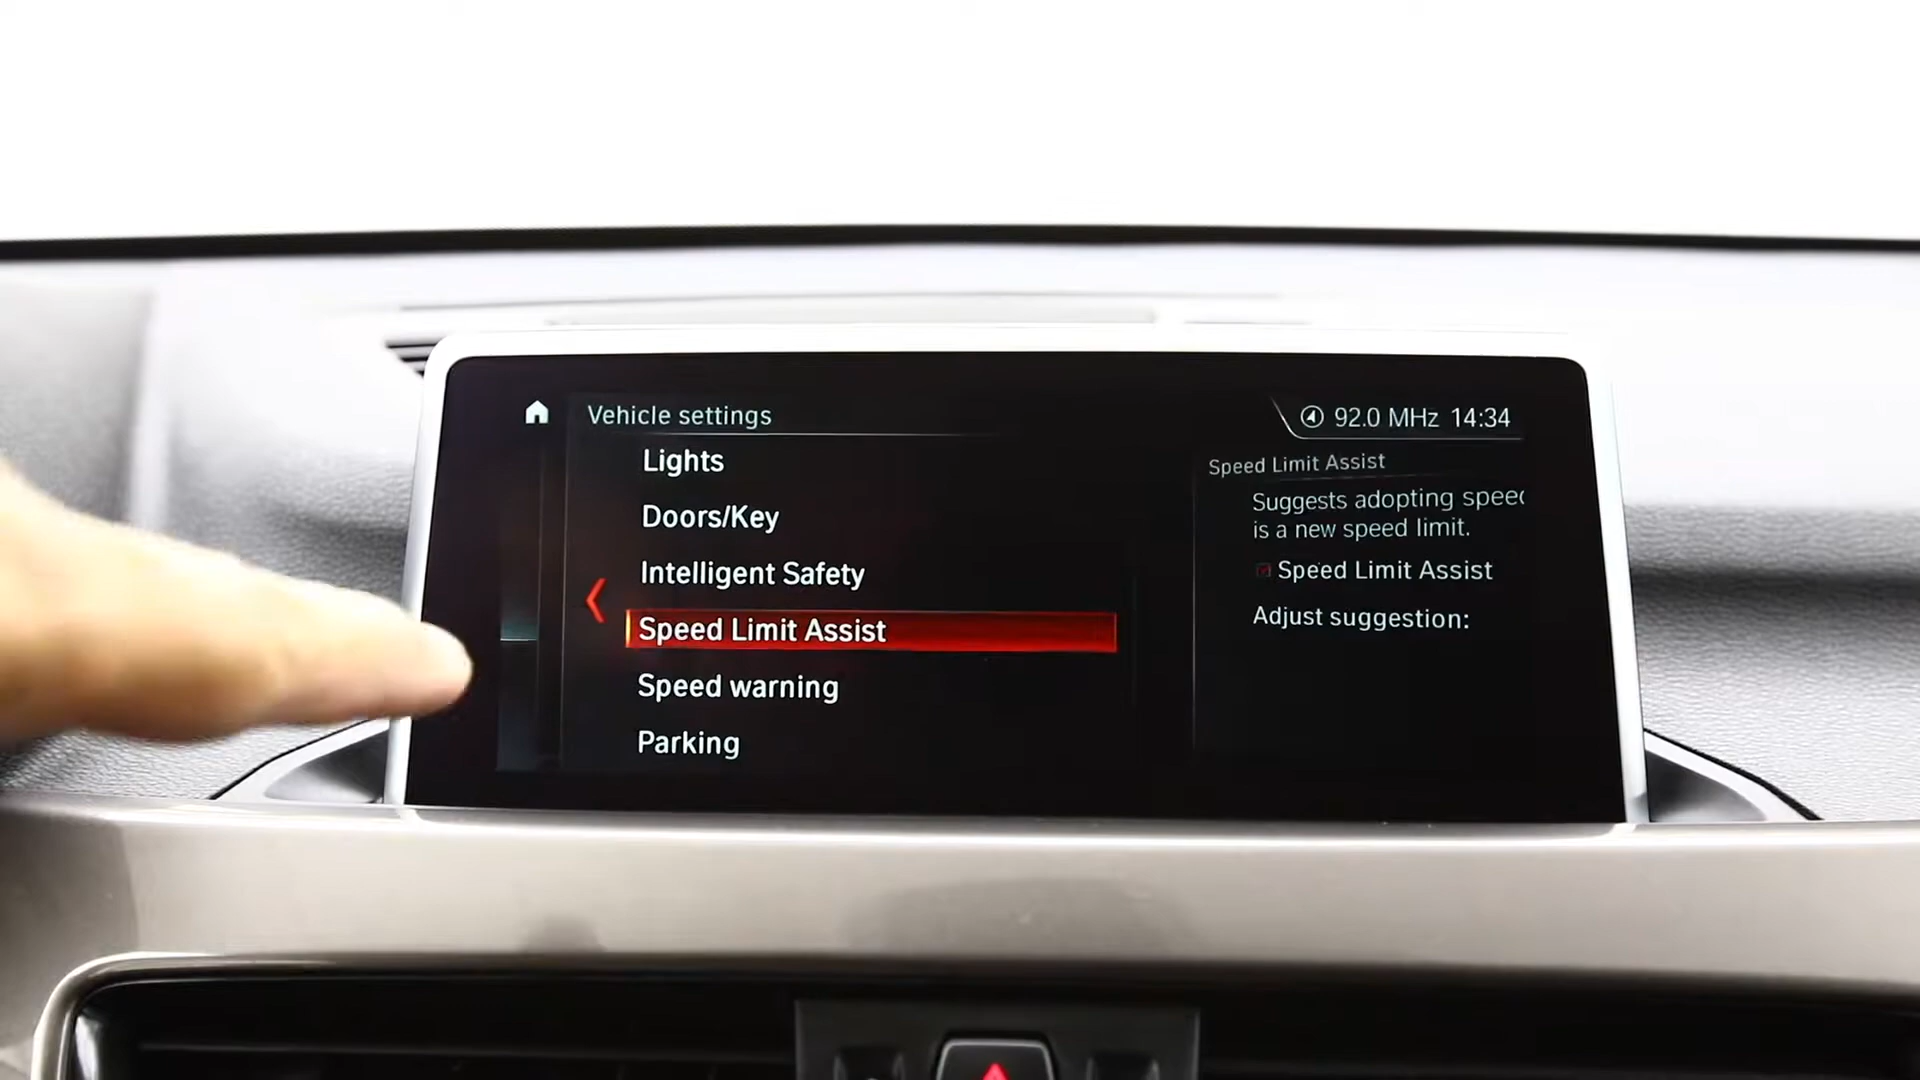 Vehicle settings
92.0 MHz 14:34
Lights
Doors/Key
Intelligent Safety
Speed Limit Assist
Speed warning
Parking
Speed Limit Assist
Suggests adopting
is a new speed limit.
Speed Limit Assist
Adjust suggestion: